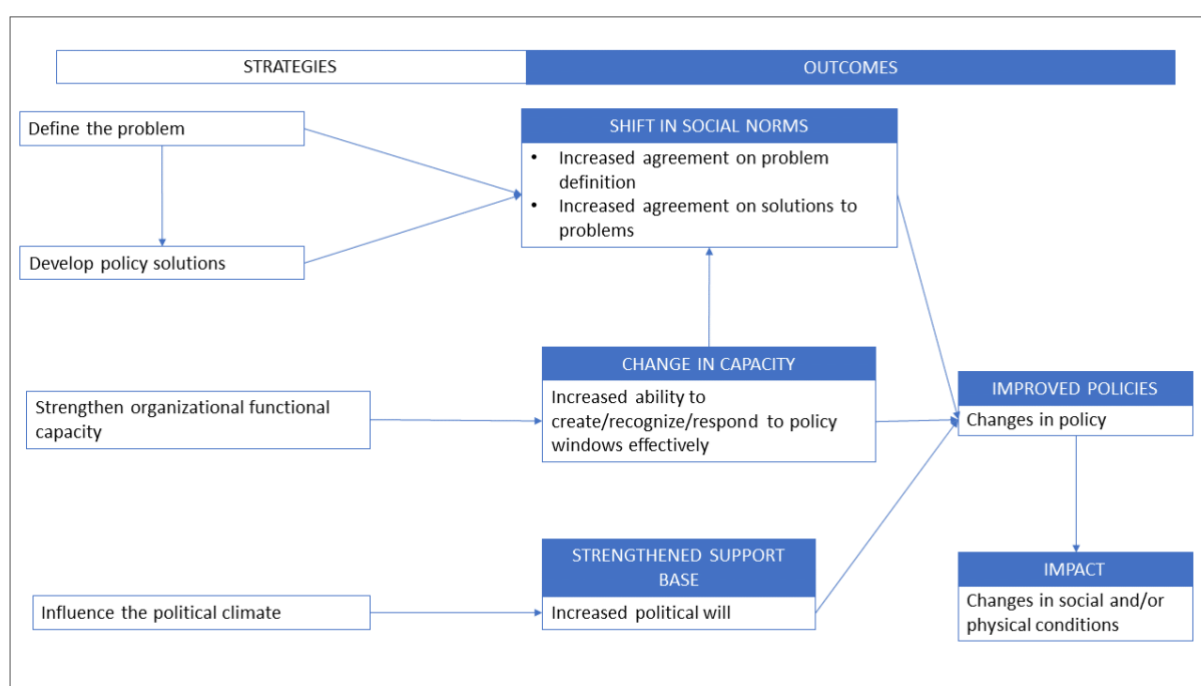 STRATEGIES
OUTCOMES
Define the problem
Develop policy solutions
SHIFT IN SOCIAL NORMS
• Increased agreement on problem
definition
• Increased agreement on solutions to
problems
Strengthen organizational functional
capacity
CHANGE IN CAPACITY
Increased ability to
create/recognize/respond to policy
windows effectively
IMPROVED POLICIES
Changes in policy
Influence the political climate
STRENGTHENED SUPPORT
BASE
Increased political will
IMPACT
Changes in social and/or
physical conditions